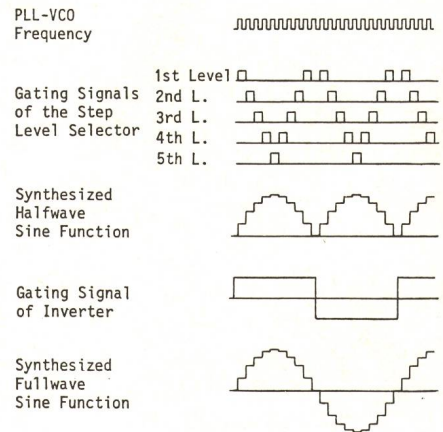 PLL-VCO
Frequency
Gating Signals
of the Step
Level Selector
1st Level
2nd L.
3rd L.
4th L.
5th L.
Synthesized
Halfwave
Sine Function
Gating Signal
of Inverter
Synthesized
Fullwave
Sine Function